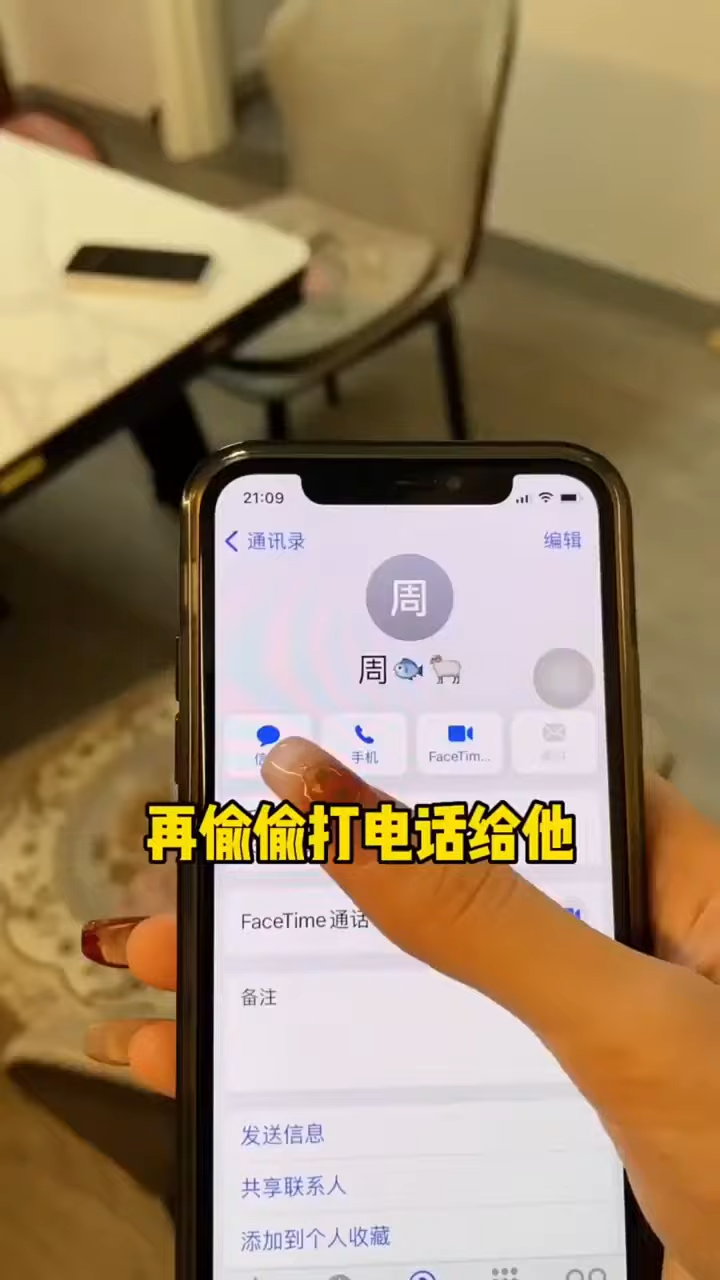 21:09
通讯录
编辑
周
周🐟🐑
手机
FaceTim...
再偷偷打电话给他
FaceTime 通话
备注
发送信息
共享联系人
添加到个人收藏